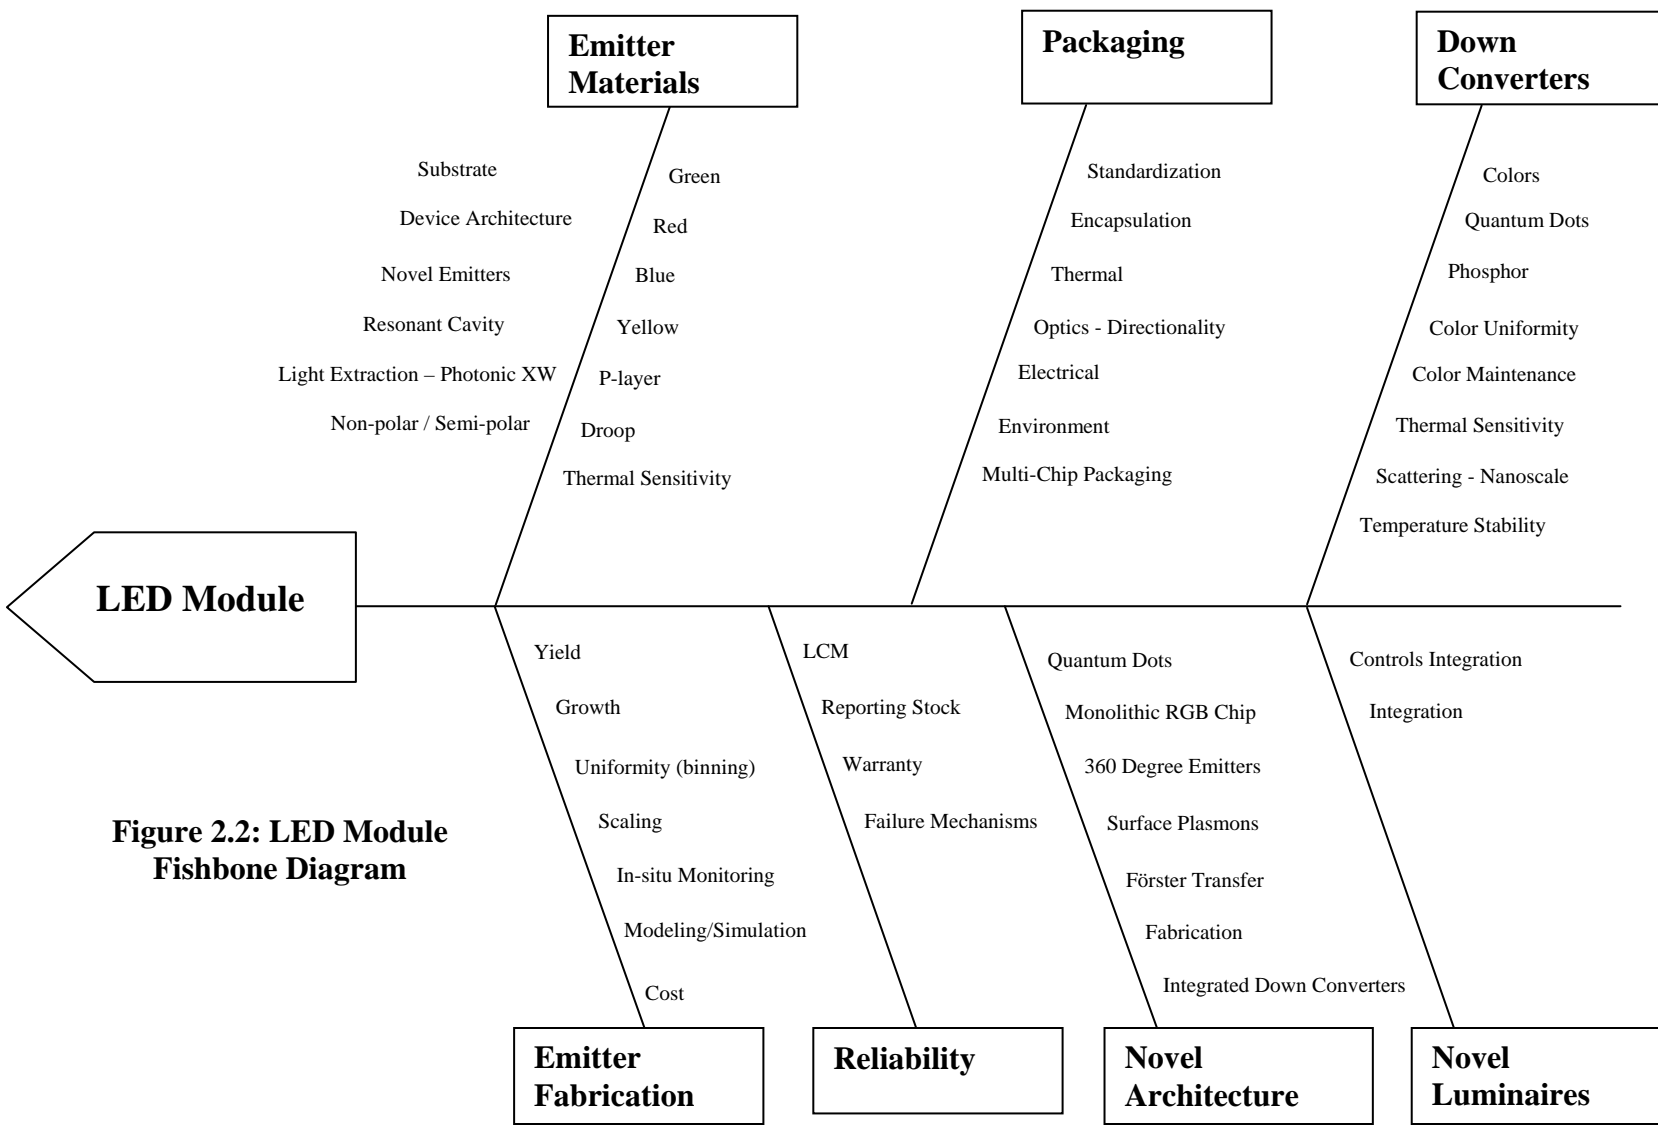 Emitter
Materials
Packaging
Down
Converters
Substrate
Device Architecture
Novel Emitters
Resonant Cavity
Light Extraction – Photonic XW
Non-polar / Semi-polar
Green
Red
Blue
Yellow
P-layer
Droop
Thermal Sensitivity
Standardization
Encapsulation
Thermal
Optics - Directionality
Electrical
Environment
Multi-Chip Packaging
Colors
Quantum Dots
Phosphor
Color Uniformity
Color Maintenance
Thermal Sensitivity
Scattering - Nanoscale
Temperature Stability
LED Module
Yield
Growth
Uniformity (binning)
Scaling
In-situ Monitoring
Modeling/Simulation
Cost
LCM
Reporting Stock
Warranty
Failure Mechanisms
Quantum Dots
Monolithic RGB Chip
360 Degree Emitters
Surface Plasmons
Förster Transfer
Fabrication
Integrated Down Converters
Controls Integration
Integration
Figure 2.2: LED Module
Fishbone Diagram
Emitter
Fabrication
Reliability
Novel
Architecture
Novel
Luminaires